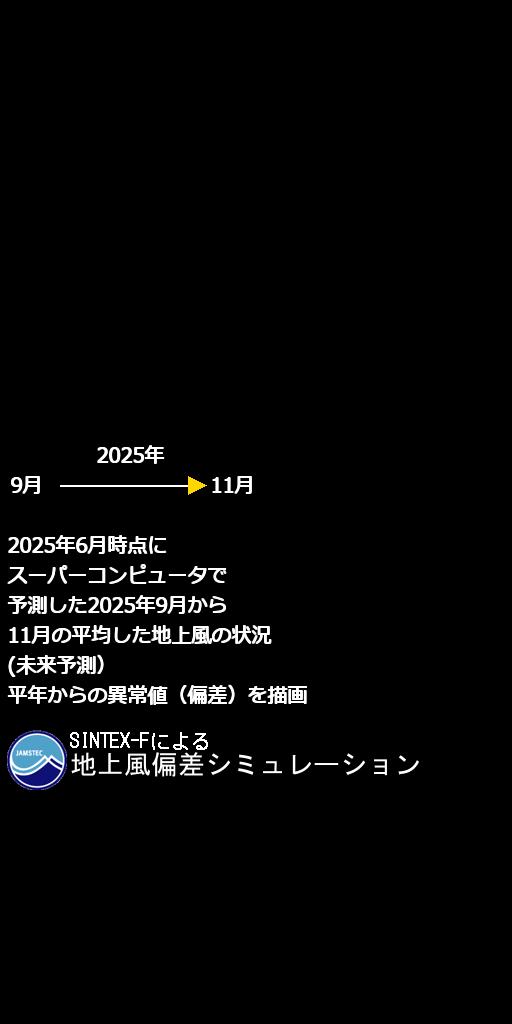 2025年
9月 11月
2025年6月時点に
スーパーコンピュータで
予測した2025年9月から
11月の平均した地上風の状況
(未来予測）
平年からの異常値（偏差）を描画
JAMSTEC
SINTEX-Fによる
地上風偏差シミュレーション